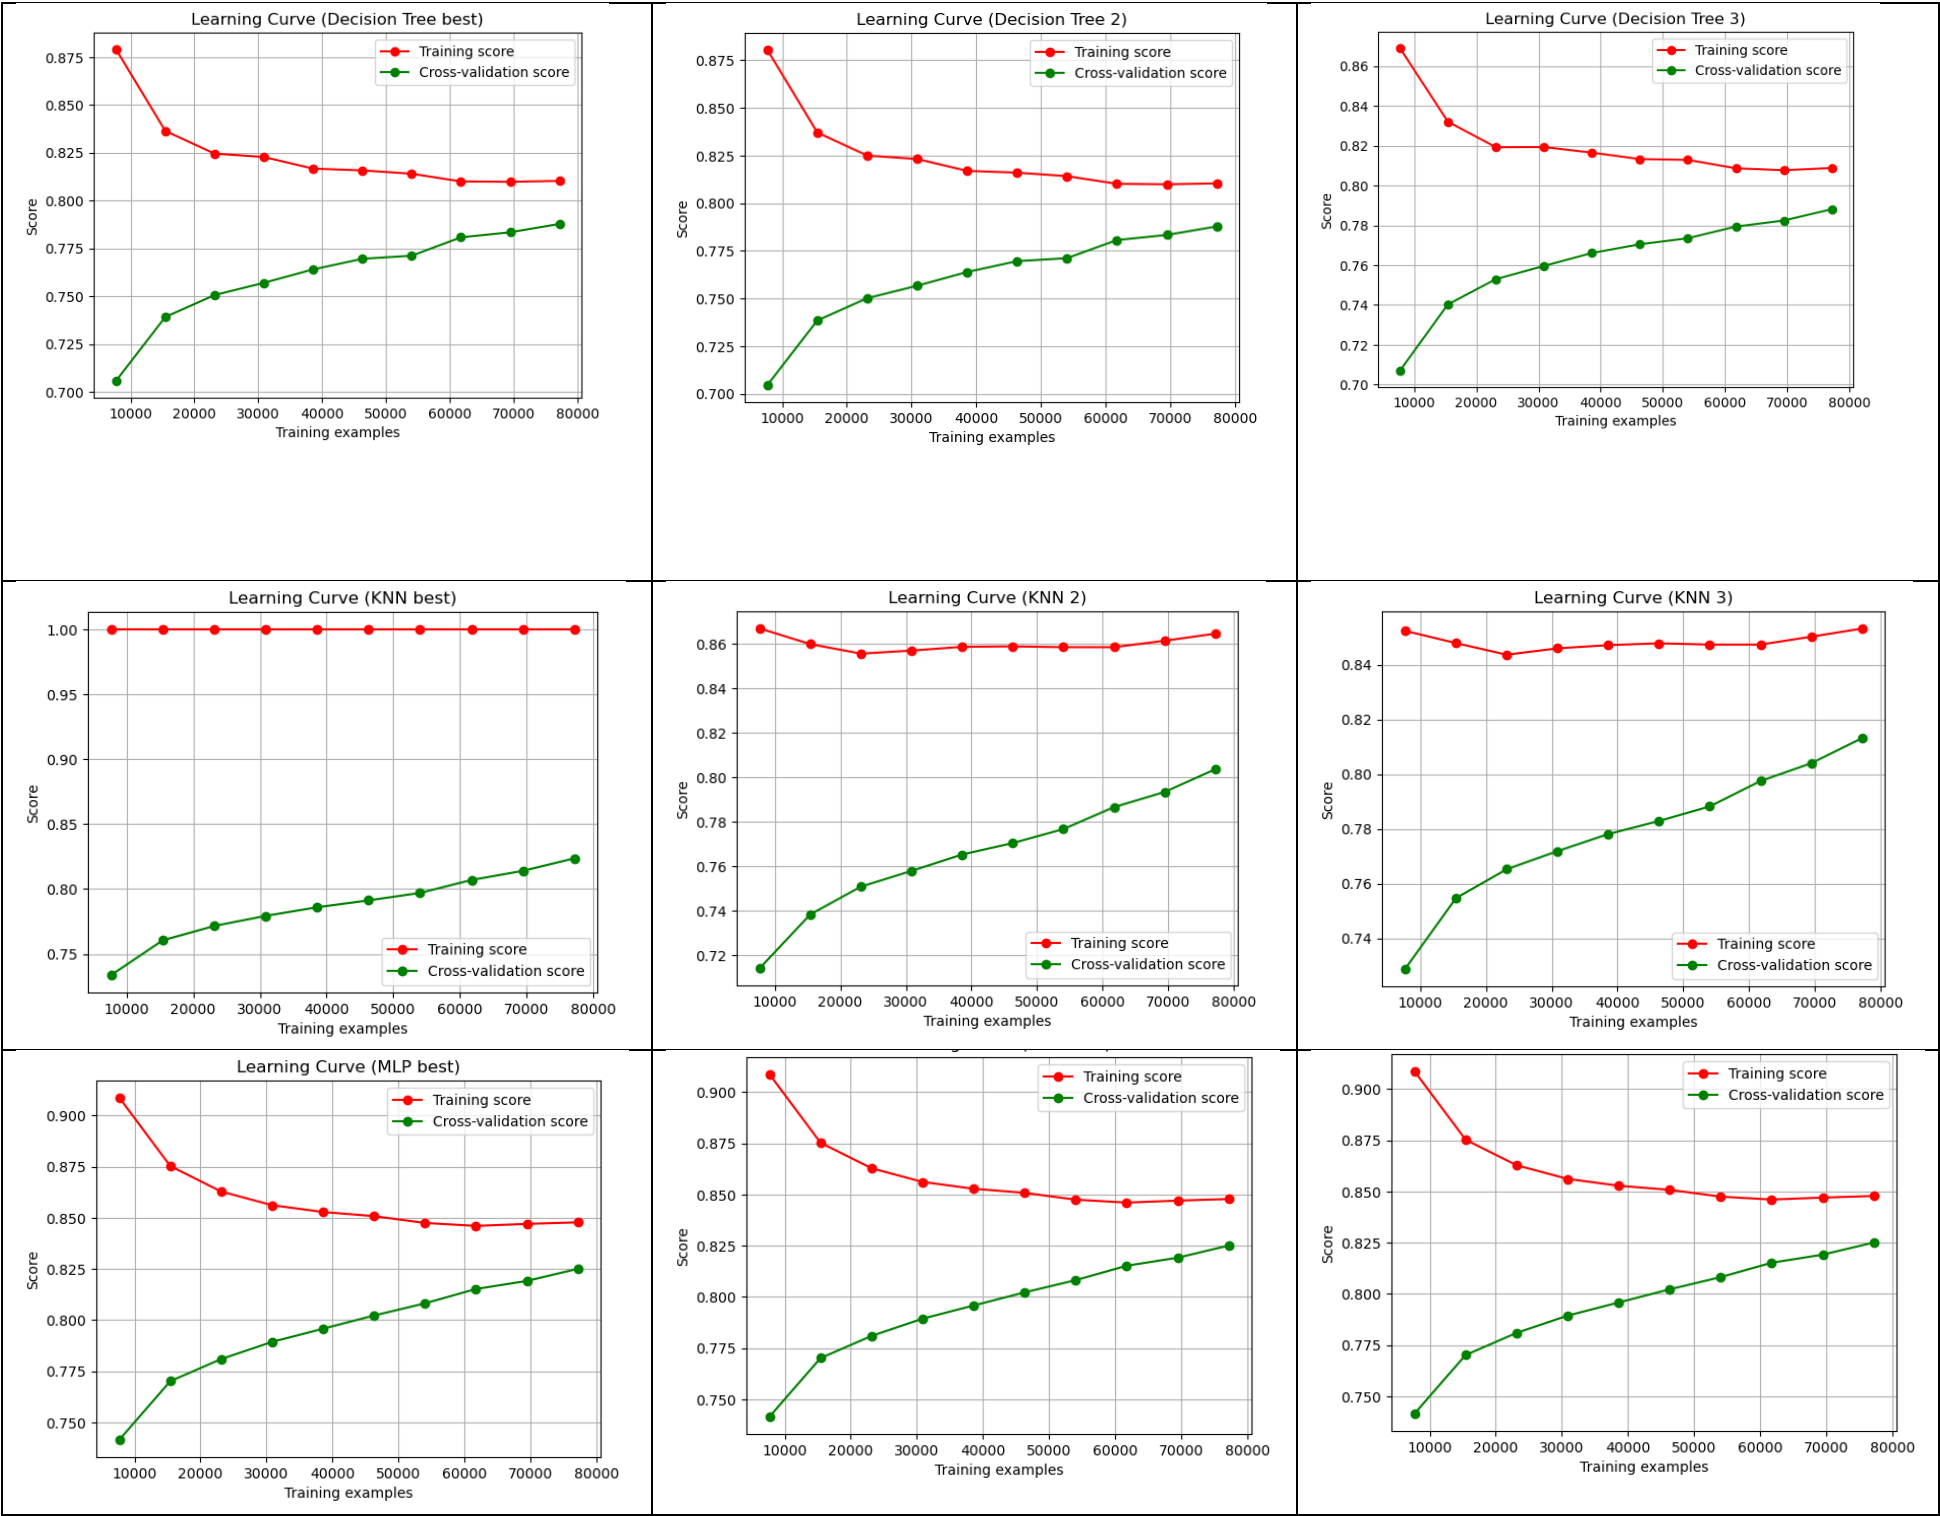 Learning Curve (Decision Tree best)
Training score
Cross-validation score
0.875
0.850
0.825
0.800
0.775
0.750
0.725
0.700
Score
10000 20000 30000 40000 50000 60000 70000 80000
Training examples
Learning Curve (Decision Tree 2)
Training score
Cross-validation score
0.875
0.850
0.825
0.800
0.775
0.750
0.725
0.700
Score
10000 20000 30000 40000 50000 60000 70000 80000
Training examples
Learning Curve (Decision Tree 3)
Training score
Cross-validation score
0.86
0.84
0.82
0.80
0.78
0.76
0.74
0.72
0.70
Score
10000 20000 30000 40000 50000 60000 70000 80000
Training examples
Learning Curve (KNN best)
1.00
0.95
0.90
0.85
0.80
0.75
Score
Training score
Cross-validation score
10000 20000 30000 40000 50000 60000 70000 80000
Training examples
Learning Curve (KNN 2)
0.86
0.84
0.82
0.80
0.78
0.76
0.74
0.72
Score
Training score
Cross-validation score
10000 20000 30000 40000 50000 60000 70000 80000
Training examples
Learning Curve (KNN 3)
0.84
0.82
0.80
0.78
0.76
0.74
Score
Training score
Cross-validation score
10000 20000 30000 40000 50000 60000 70000 80000
Training examples
Learning Curve (MLP best)
Training score
Cross-validation score
0.900
0.875
0.850
0.825
0.800
0.775
0.750
Score
10000 20000 30000 40000 50000 60000 70000 80000
Training examples
Training score
Cross-validation score
0.900
0.875
0.850
0.825
0.800
0.775
0.750
Score
10000 20000 30000 40000 50000 60000 70000 80000
Training examples
Training score
Cross-validation score
0.900
0.875
0.850
0.825
0.800
0.775
0.750
Score
10000 20000 30000 40000 50000 60000 70000 80000
Training examples